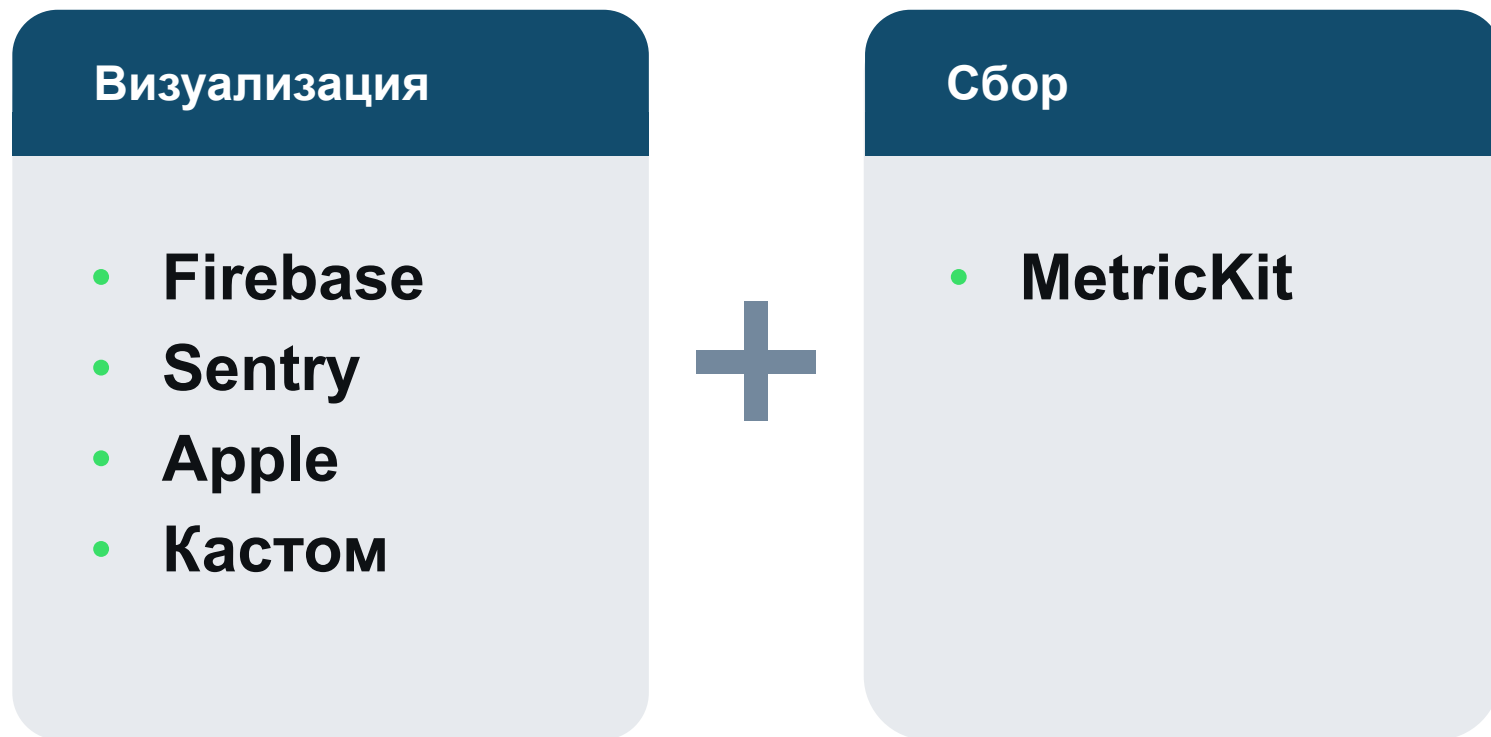 Визуализация
• Firebase
• Sentry
• Apple
• Кастом
+
Сбор
• MetricKit